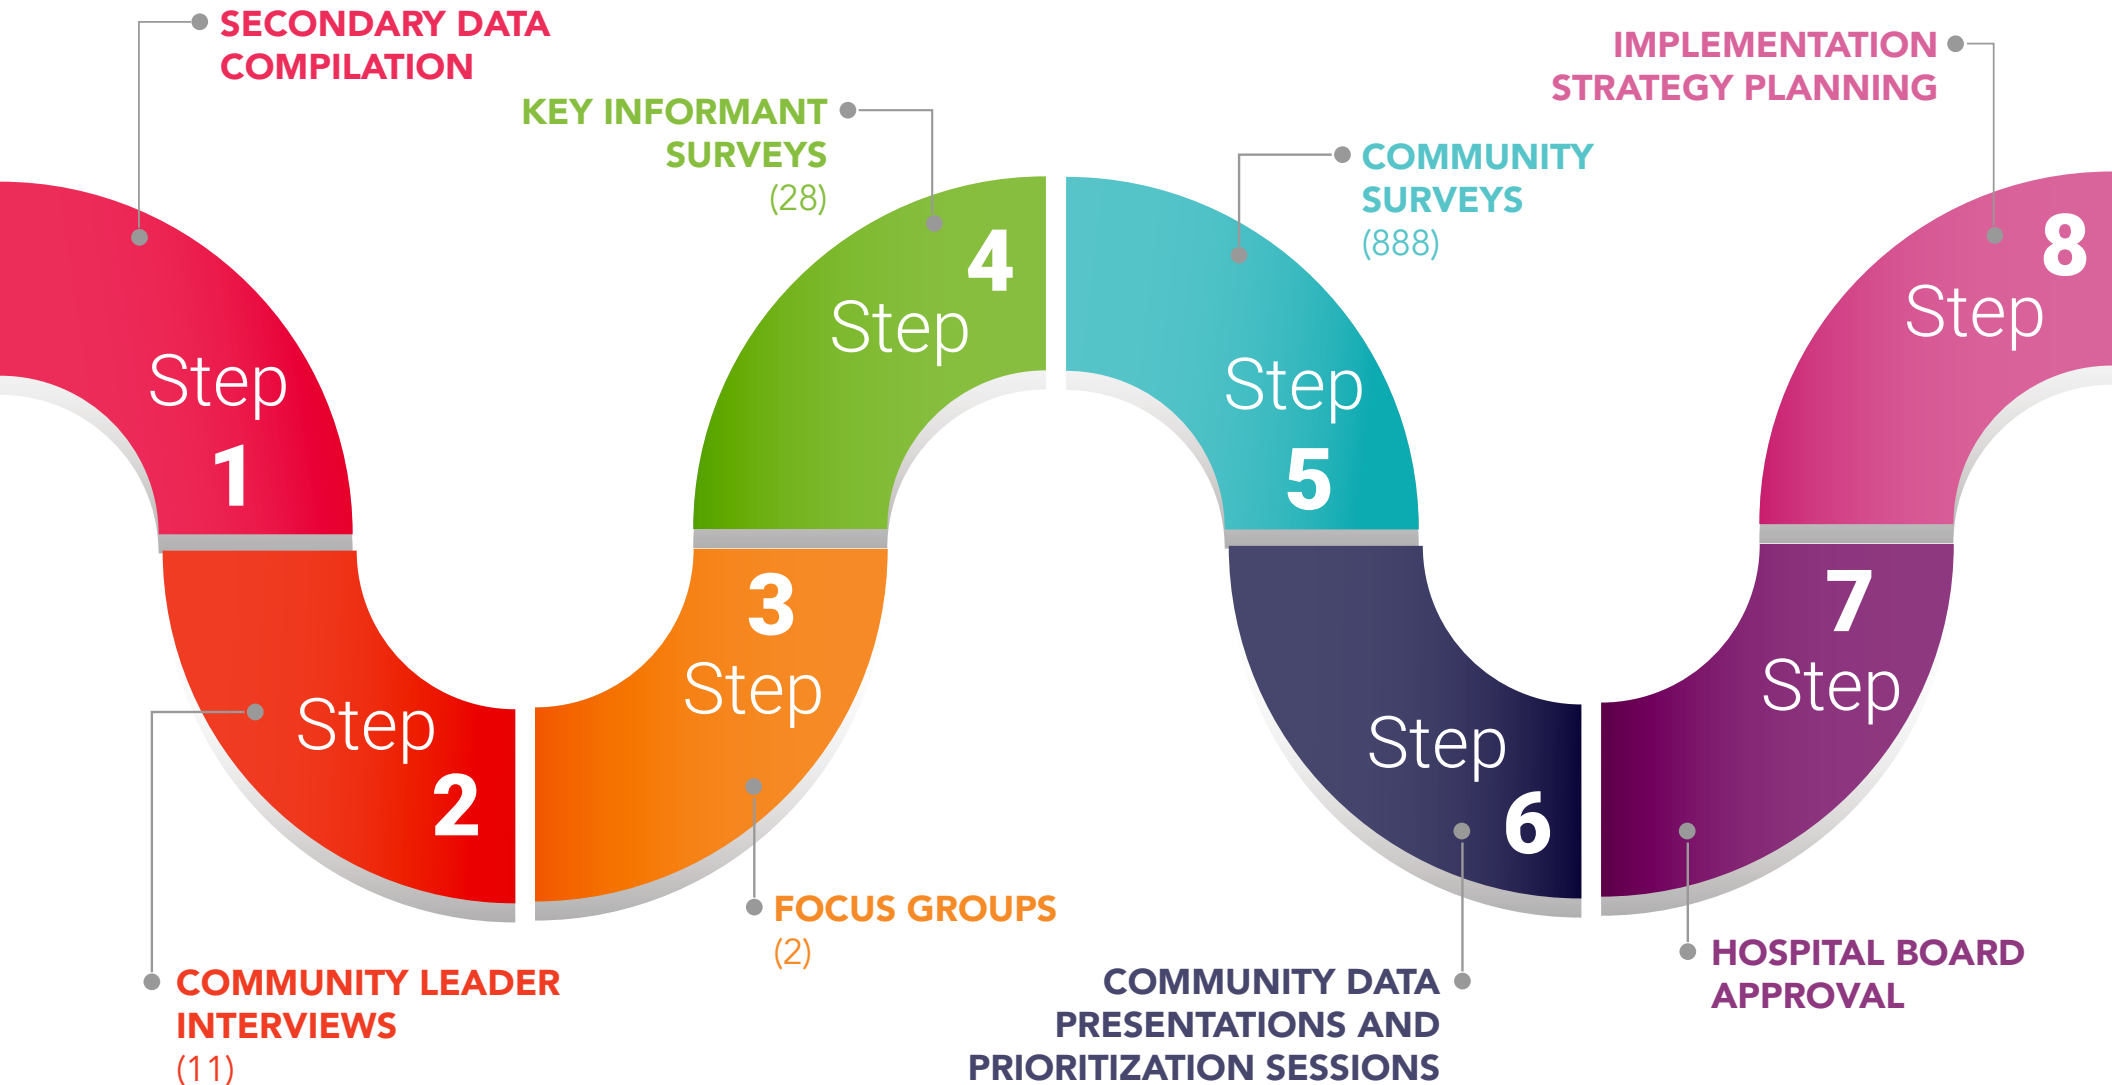 SECONDARY DATA
COMPILATION
Step
1
COMMUNITY LEADER
INTERVIEWS
(11)
Step
2
FOCUS GROUPS
(2)
3
Step
KEY INFORMANT
SURVEYS
(28)
4
Step
COMMUNITY
SURVEYS
(888)
Step
5
COMMUNITY DATA
PRESENTATIONS AND
PRIORITIZATION SESSIONS
Step
6
HOSPITAL BOARD
APPROVAL
7
Step
IMPLEMENTATION
STRATEGY PLANNING
8
Step